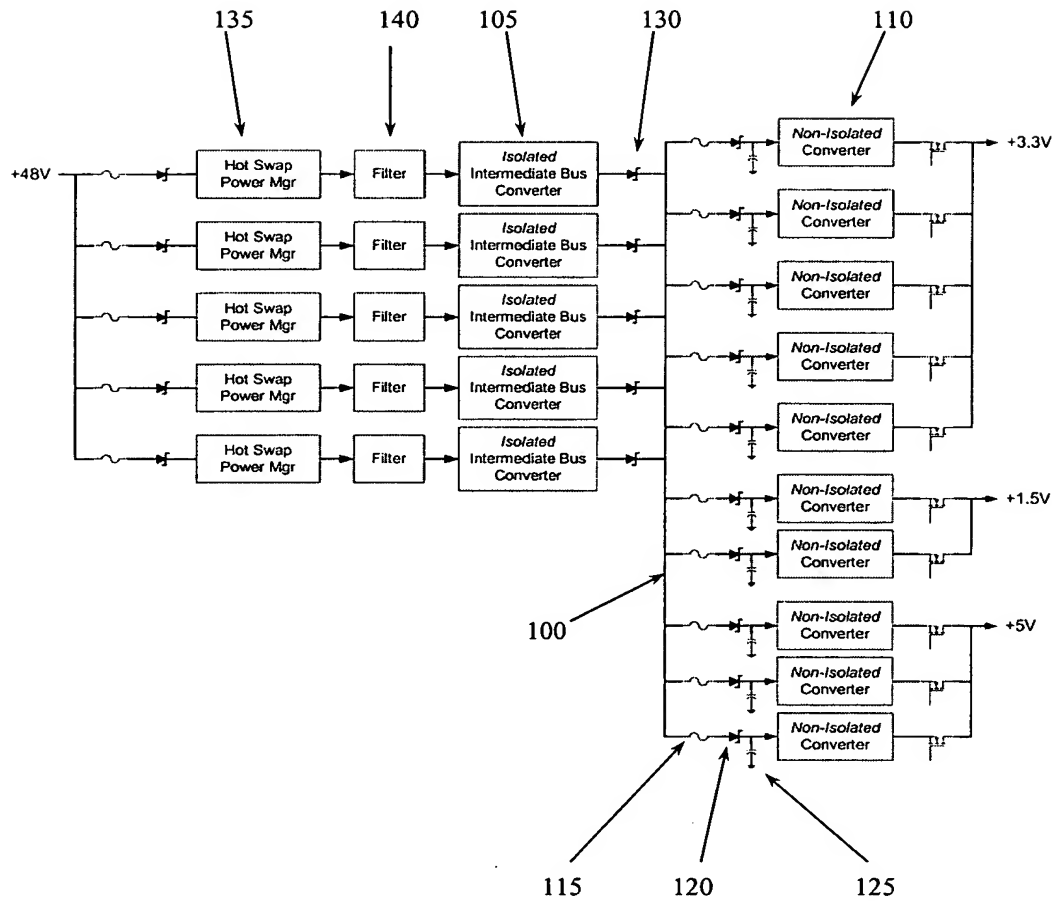 135
140
105
130
110
+48V
Hot Swap
Power Mgr
Filter
Isolated
Intermediate Bus
Converter
Hot Swap
Power Mgr
Filter
Isolated
Intermediate Bus
Converter
Hot Swap
Power Mgr
Filter
Isolated
Intermediate Bus
Converter
Hot Swap
Power Mgr
Filter
Isolated
Intermediate Bus
Converter
Hot Swap
Power Mgr
Filter
Isolated
Intermediate Bus
Converter
Non-Isolated
Converter
+3.3V
Non-Isolated
Converter
Non-Isolated
Converter
Non-Isolated
Converter
Non-Isolated
Converter
Non-Isolated
Converter
+1.5V
Non-Isolated
Converter
100
Non-Isolated
Converter
+5V
Non-Isolated
Converter
Non-Isolated
Converter
115
120
125